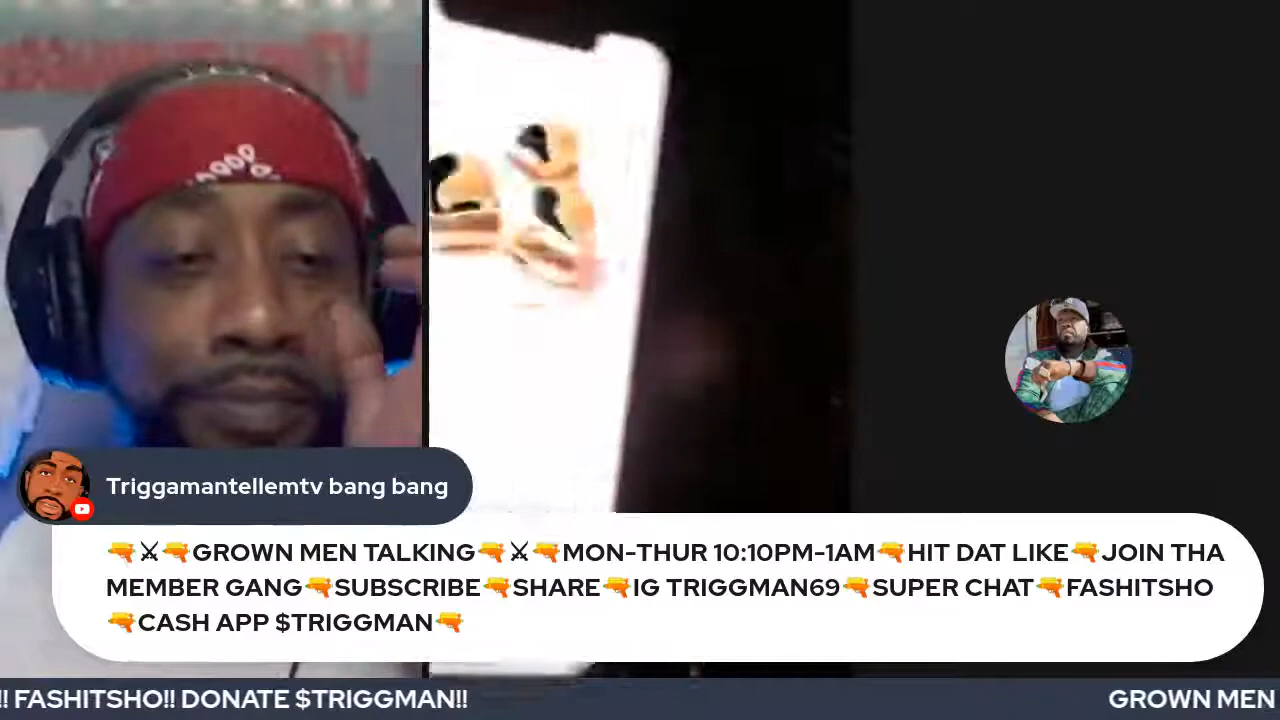 TV
Triggamantellemtv bang bang
🔫⚔🔫GROWN MEN TALKING🔫⚔🔫MON-THUR 10:10PM-1AM🔫HIT DAT LIKE🔫JOIN THA
MEMBER GANG🔫SUBSCRIBE🔫SHARE🔫IG TRIGGMAN69🔫SUPER CHAT🔫FASHITSHO
🔫CASH APP $TRIGGMAN🔫
!! FASHITSHO!! DONATE $TRIGGMAN!! GROWN MEN